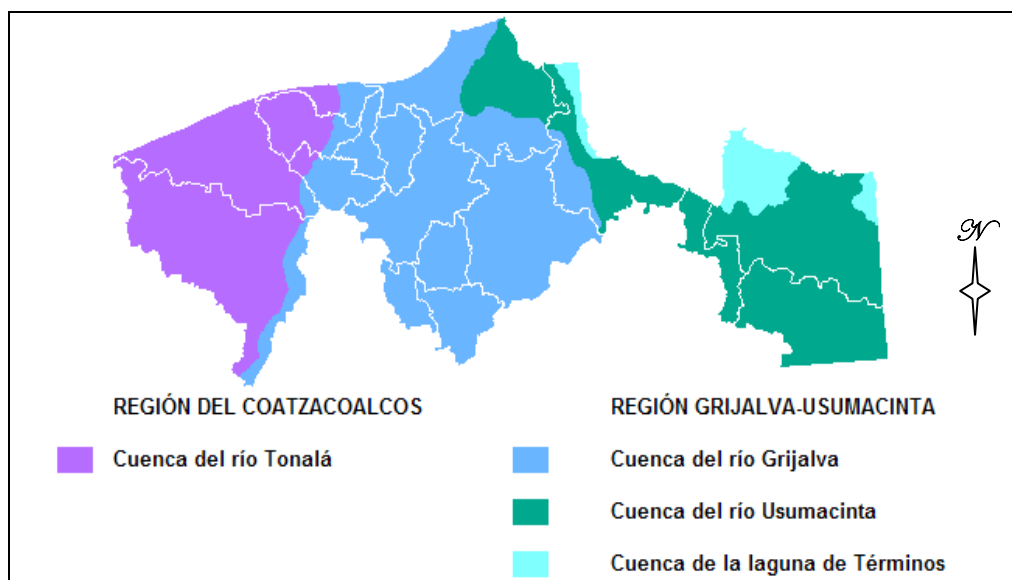 N
REGIÓN DEL COATZACOALCOS
Cuenca del río Tonalá
REGIÓN GRIJALVA-USUMACINTA
Cuenca del río Grijalva
Cuenca del río Usumacinta
Cuenca de la laguna de Términos